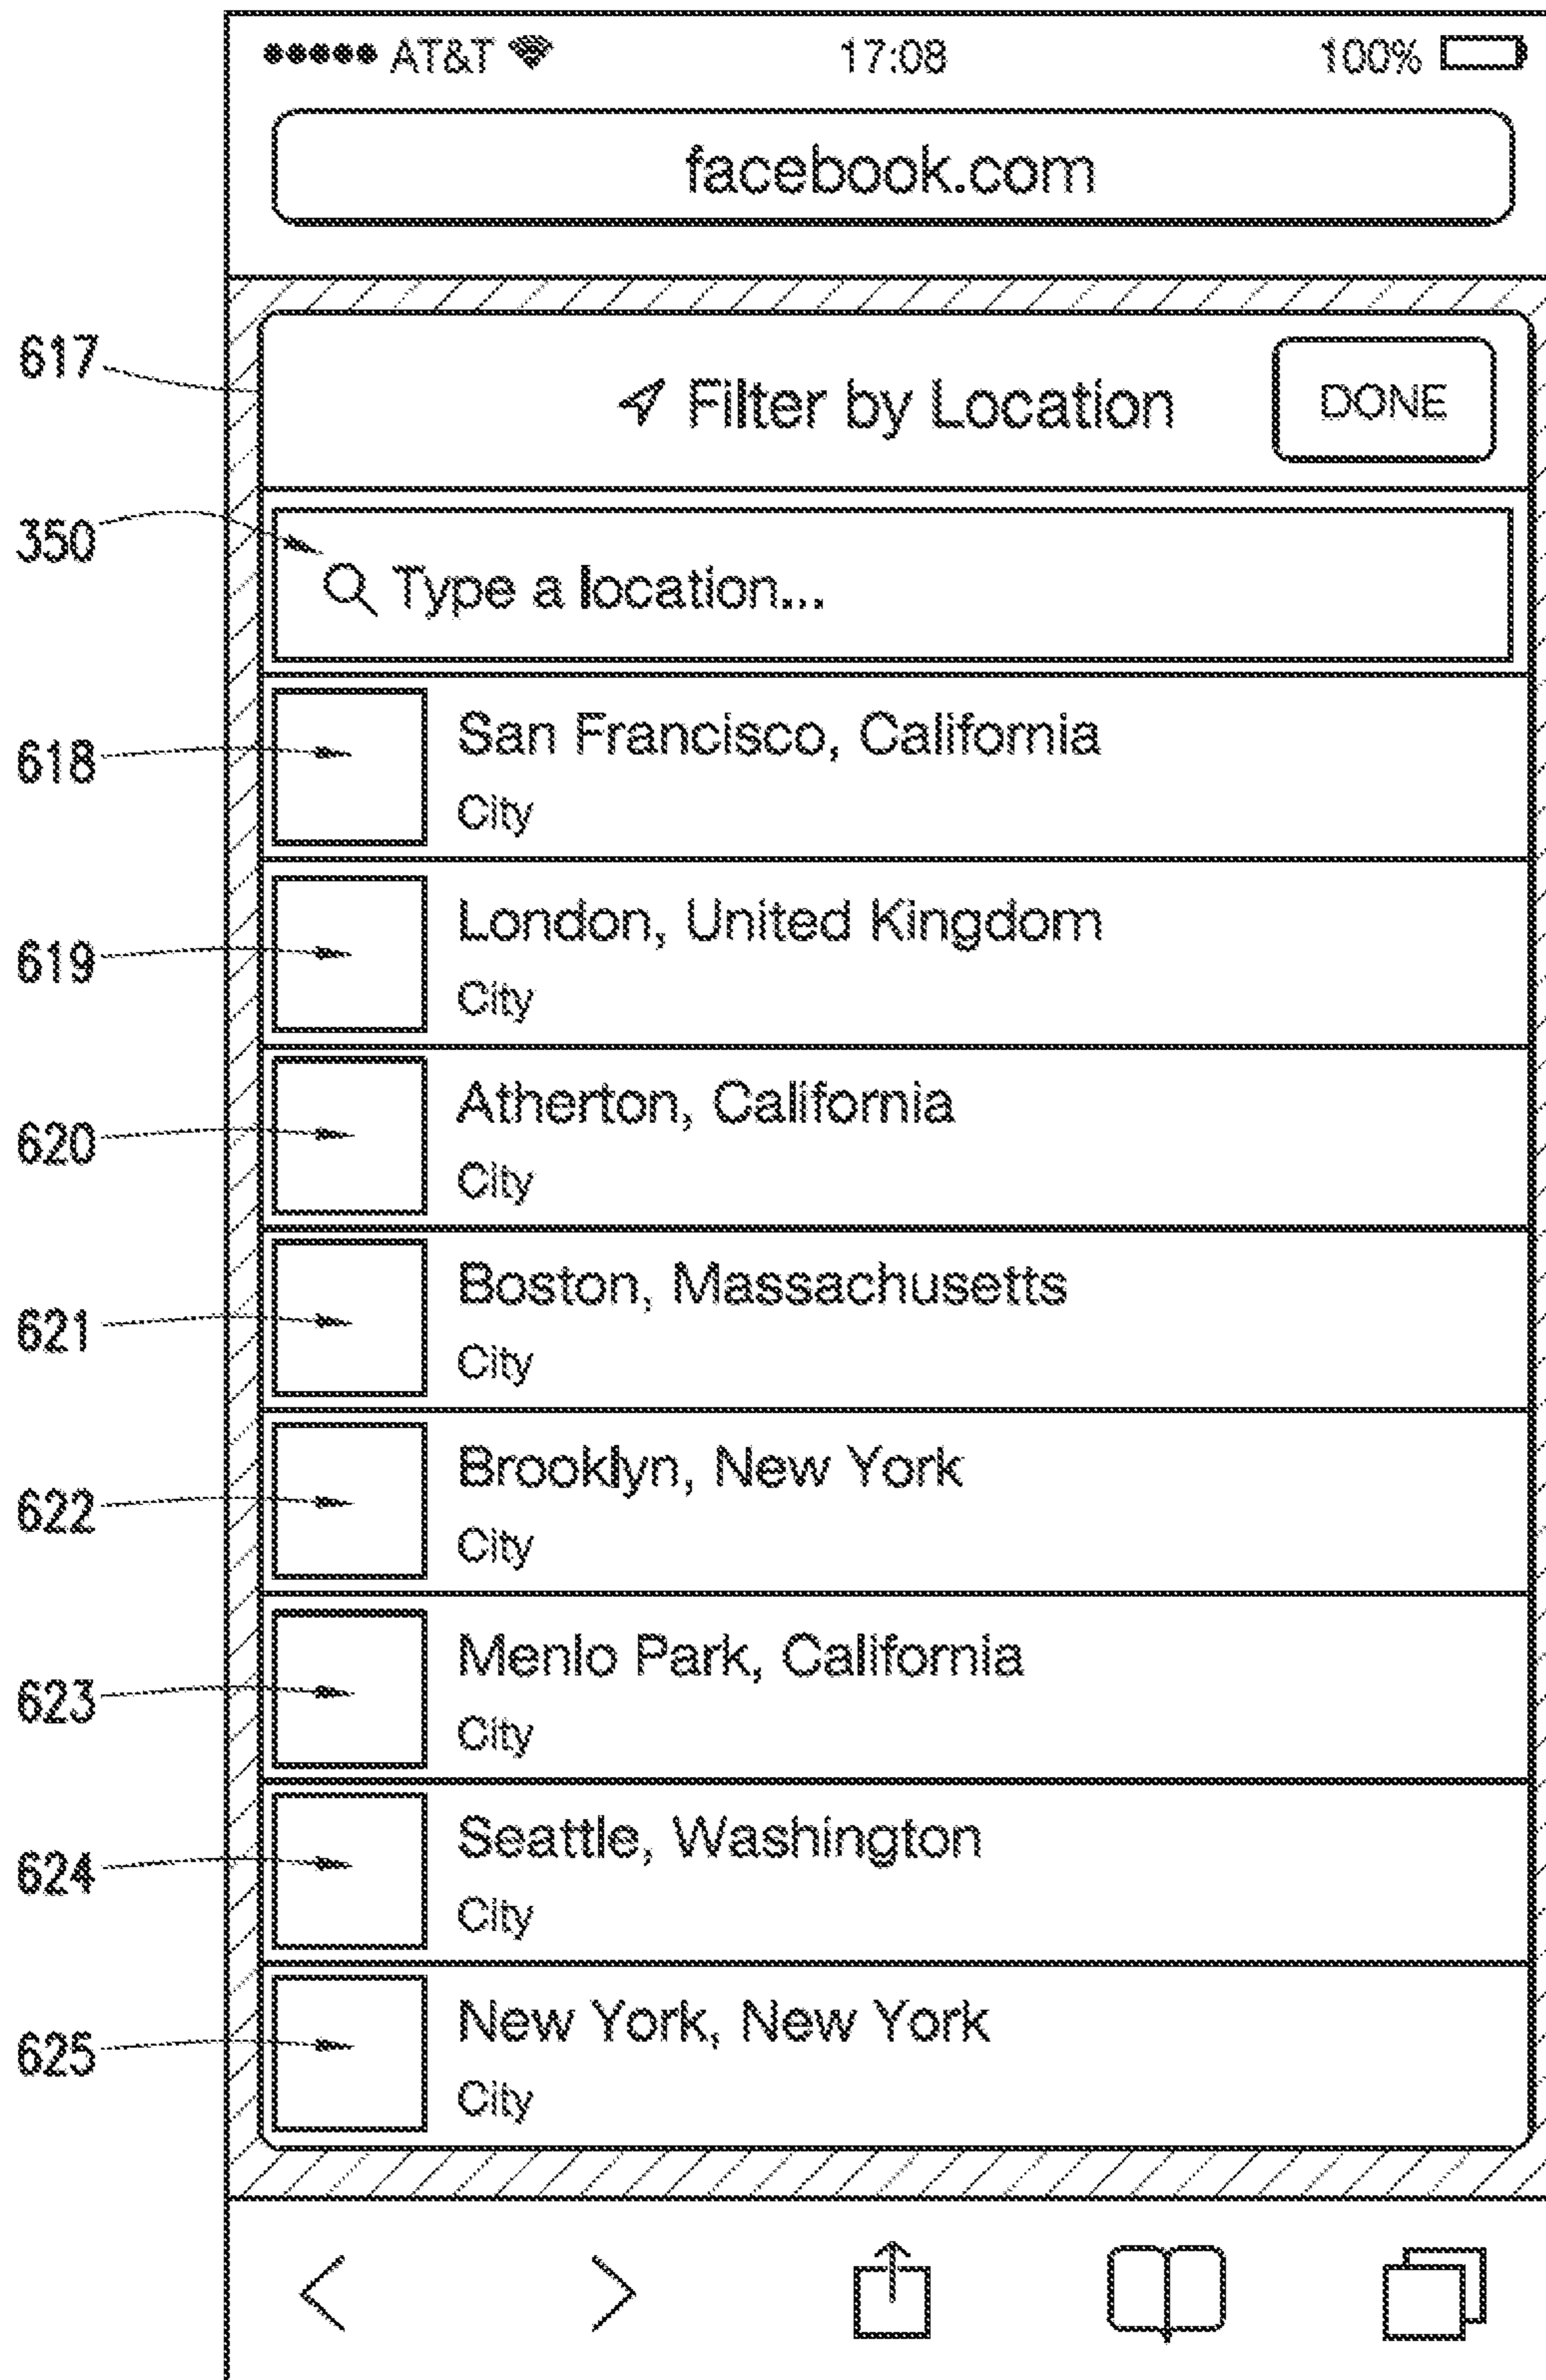 AT&T 17:08 100%
facebook.com
617
Filter by Location DONE
350
Type a location...
618
San Francisco, California
City
619
London, United Kingdom
City
620
Atherton, California
City
621
Boston, Massachusetts
City
622
Brooklyn, New York
City
623
Menlo Park, California
City
624
Seattle, Washington
City
625
New York, New York
City